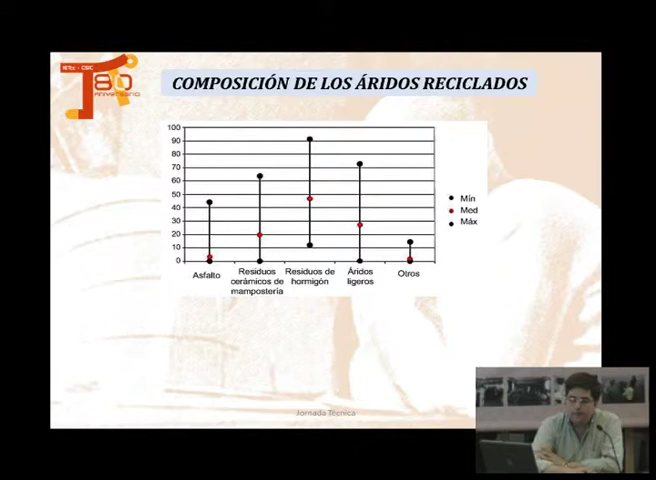 IETcc - CSIC
80
ANIVERSARIO
COMPOSICIÓN DE LOS ÁRIDOS RECICLADOS
100
90
80
70
60
50
40
30
20
10
0
Asfalto
Residuos
cerámicos de
mampostería
Residuos de
hormigón
Áridos
ligeros
Otros
Mín
Med
Máx
Jornada Técnica